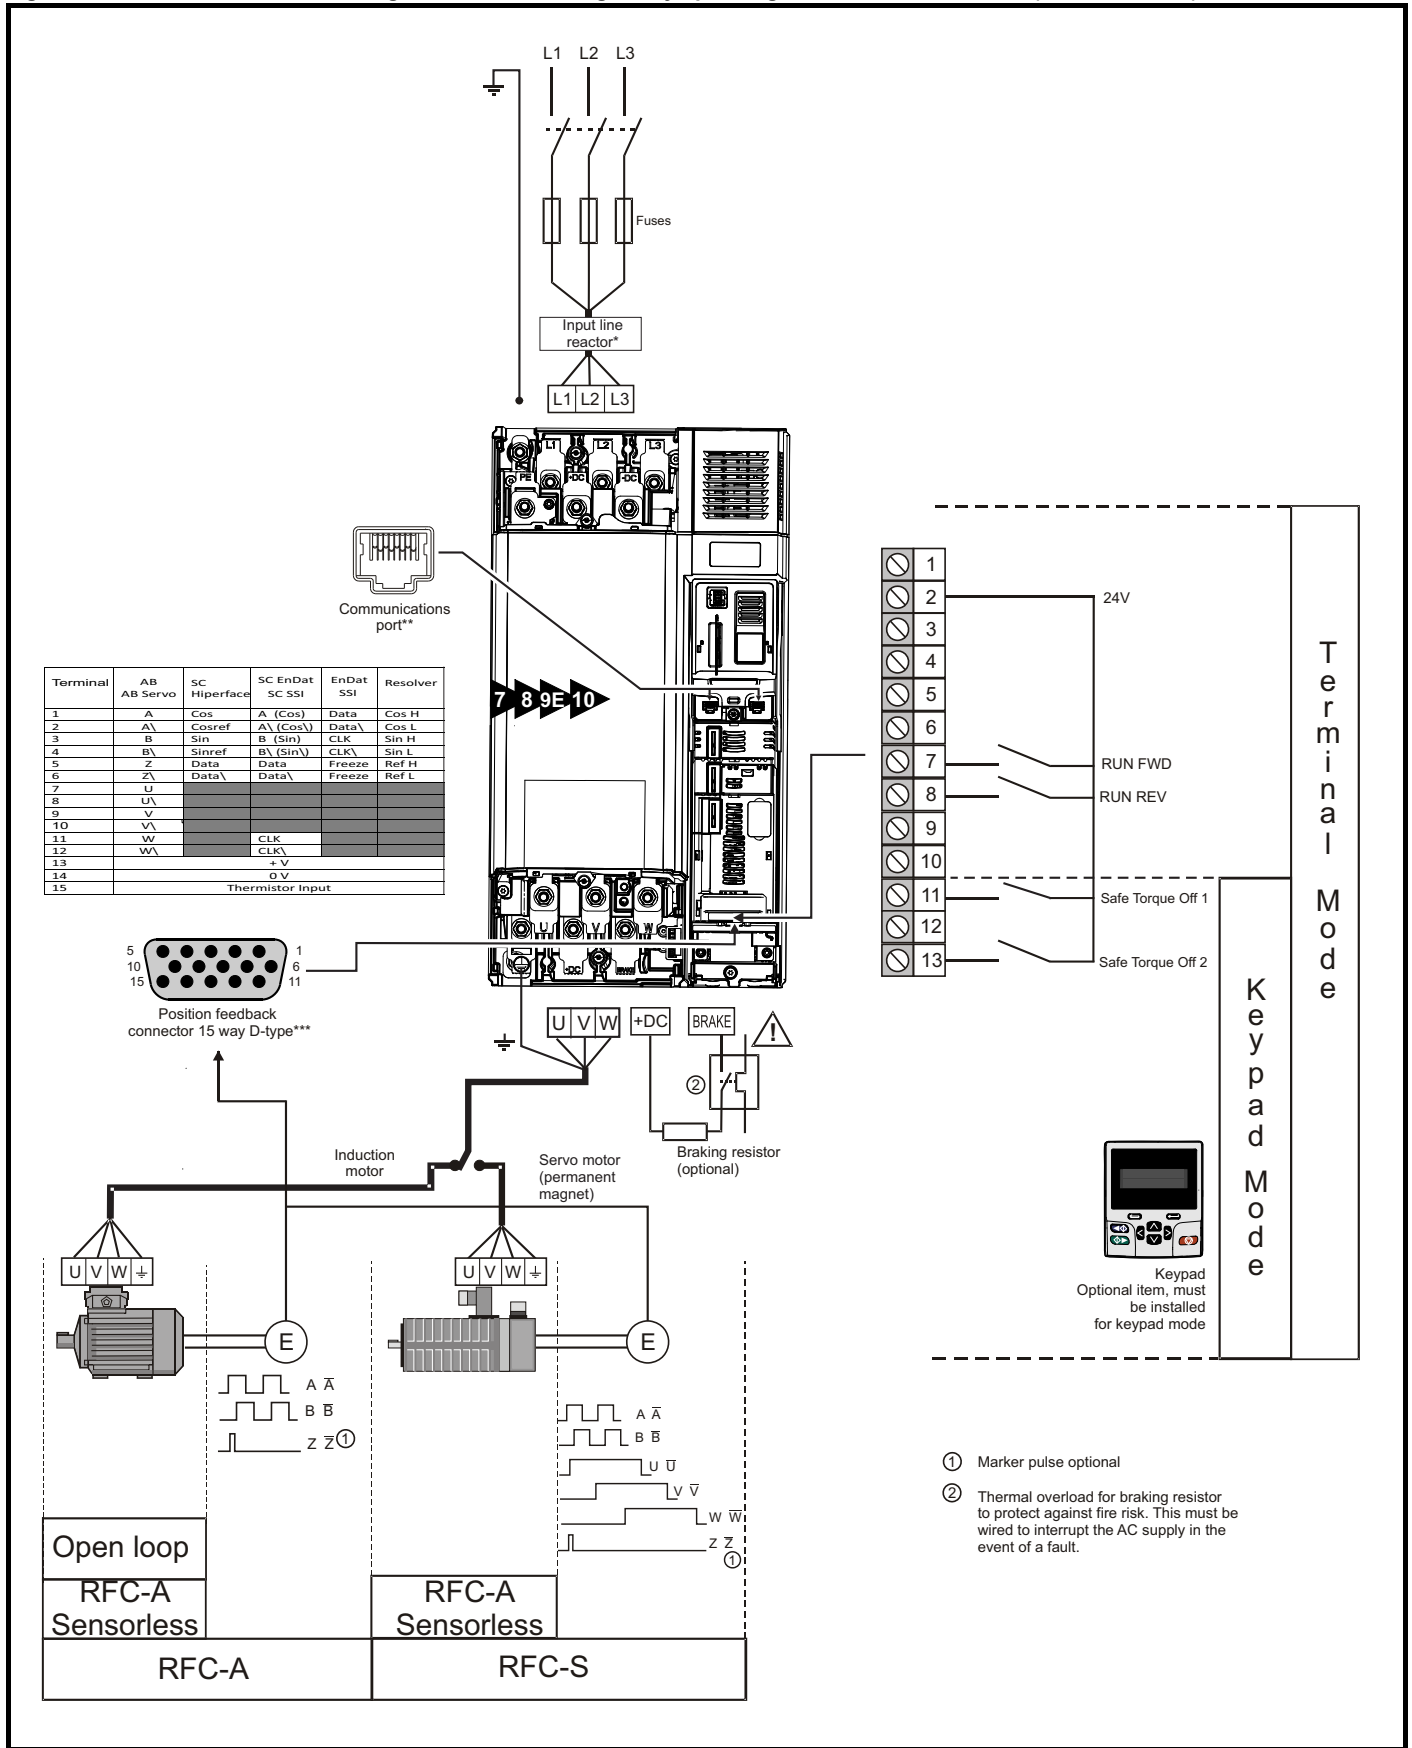 L1 L2 L3
Fuses
Input line
reactor*
L1 L2 L3
L1 L2 L3
PE +DC -DC
Communications
port**
7 8 9E 10
Terminal | AB AB Servo | SC Hiperface | SC EnDat SC SSI | EnDat SSI | Resolver
1 | A | Cos | A (Cos) | Data | Cos H
2 | A\ | Cosref | A\ (Cos\) | Data\ | Cos L
3 | B | Sin | B (Sin) | CLK | Sin H
4 | B\ | Sinref | B\ (Sin\) | CLK\ | Sin L
5 | Z | Data | Data | Freeze | Ref H
6 | Z\ | Data\ | Data\ | Freeze | Ref L
7 | U
8 | U\
9 | V
10 | V\
11 | W | CLK
12 | W\ | CLK\
13 | + V
14 | 0 V
15 | Thermistor Input
U V W
+DC BRAKE
5 1
10 6
15 11
Position feedback
connector 15 way D-type***
U V W +DC BRAKE
!
2
Braking resistor
(optional)
Induction
motor
Servo motor
(permanent
magnet)
U V W
U V W
E
E
A A̅
B B̅
Z Z̅ 1
A A̅
B B̅
U U̅
V V̅
W W̅
Z Z̅
1
Open loop
RFC-A
Sensorless
RFC-A
RFC-A
Sensorless
RFC-S
1
2 24V
3
4
5
6
7 RUN FWD
8 RUN REV
9
10
11 Safe Torque Off 1
12
13 Safe Torque Off 2
Terminal Mode
Keypad Mode
Keypad
Optional item, must
be installed
for keypad mode
1 Marker pulse optional
2 Thermal overload for braking resistor
to protect against fire risk. This must be
wired to interrupt the AC supply in the
event of a fault.